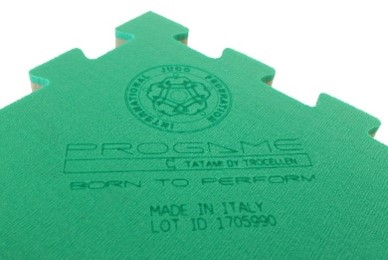 INTERNATIONAL JUDO FEDERATION
PROGAME
TATAMI BY TROCELLEN
BORN TO PERFORM
MADE IN ITALY
LOT ID 1705990